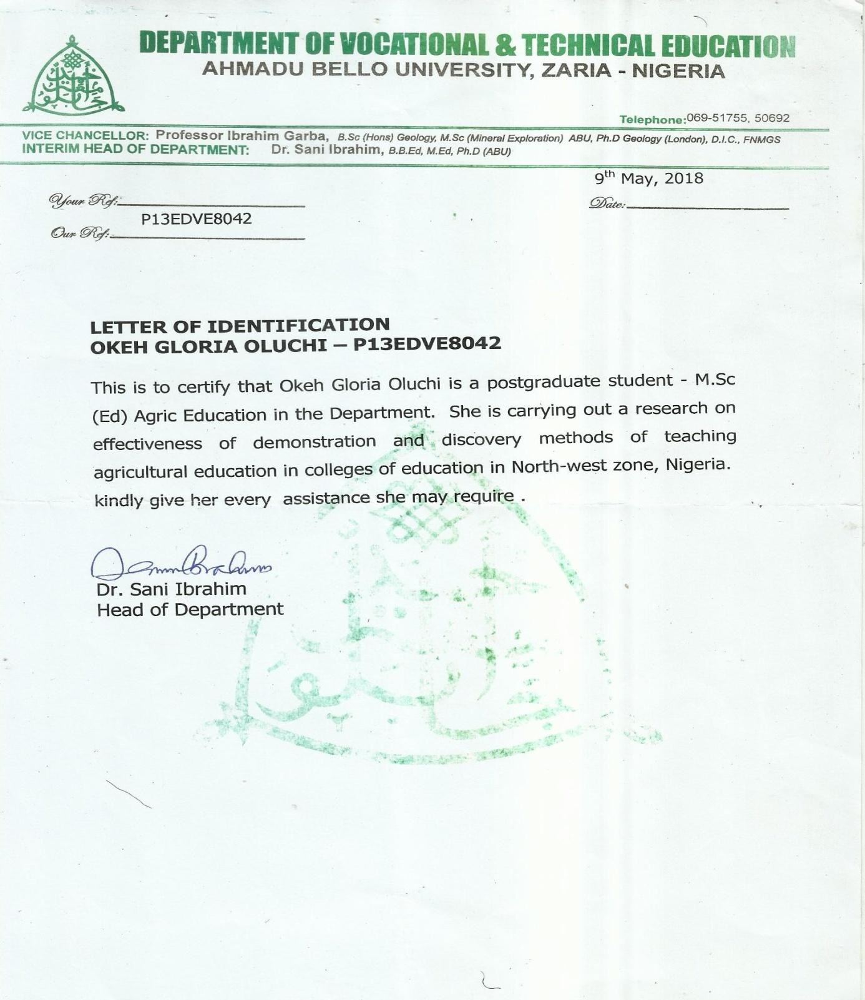 DEPARTMENT OF VOCATIONAL & TECHNICAL EDUCATION
AHMADU BELLO UNIVERSITY, ZARIA - NIGERIA
Telephone:069-51755, 50692
VICE CHANCELLOR: Professor Ibrahim Garba, B.Sc (Hons) Geology, M.Sc (Mineral Exploration) ABU, Ph.D Geology (London), D.I.C., FNMGS
INTERIM HEAD OF DEPARTMENT: Dr. Sani Ibrahim, B.B.Ed, M.Ed, Ph.D (ABU)
9th May, 2018
Your Ref:
Date:
P13EDVE8042
Our Ref:
LETTER OF IDENTIFICATION
OKEH GLORIA OLUCHI – P13EDVE8042
This is to certify that Okeh Gloria Oluchi is a postgraduate student - M.Sc
(Ed) Agric Education in the Department. She is carrying out a research on
effectiveness of demonstration and discovery methods of teaching
agricultural education in colleges of education in North-west zone, Nigeria.
kindly give her every assistance she may require .
Dr. Sani Ibrahim
Head of Department